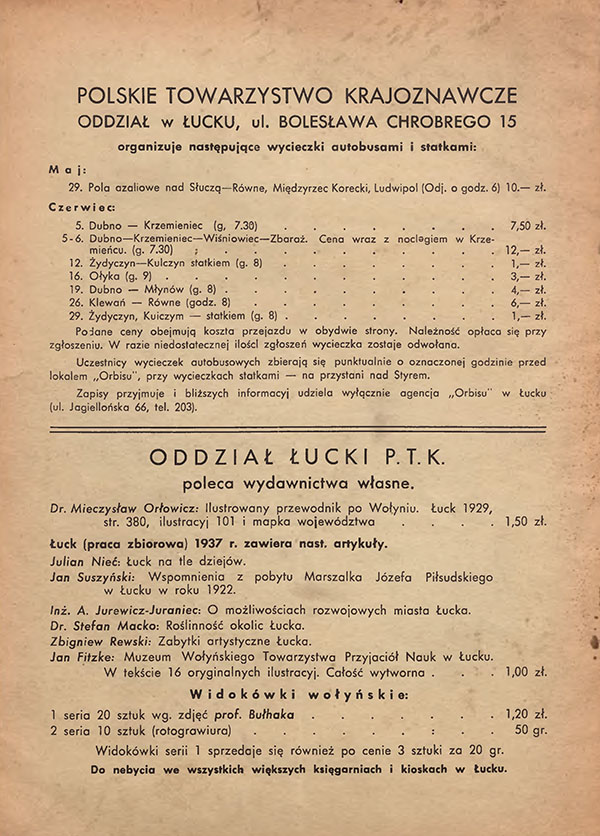 POLSKIE TOWARZYSTWO KRAJOZNAWCZE
ODDZIAŁ w ŁUCKU, ul. BOLESŁAWA CHROBREGO 15
organizuje następujące wycieczki autobusami i statkami:
Maj:
29. Pola azaliowe nad Słuczą—Równe, Międzyrzec Korecki, Ludwipol (Odj. o godz. 6) 10.— zł.
Czerwiec:
5. Dubno — Krzemieniec (g, 7.30) . . . . . . . . 7,50 zł.
5-6. Dubno—Krzemieniec—Wiśniowiec—Zbaraż. Cena wraz z noclegiem w Krze-
mieńcu. (g. 7.30) ; . . . . . . . . . 12,— zł.
12. Żydyczyn—Kulczyn statkiem (g. 8) . . . . . . . 1,— zł.
16. Ołyka (g. 9) . . . . . . . . . . . 3,— zł.
19. Dubno — Młynów (g. 8) . . . . . . . . . 4,— zł.
26. Klewań — Równe (godz. 8) . . . . . . . . 6,— zł.
29. Żydyczyn, Kuiczym — statkiem (g. 8) . . . . . . . 1,— zł.
Podane ceny obejmują koszta przejazdu w obydwie strony. Należność opłaca się przy
zgłoszeniu. W razie niedostatecznej ilości zgłoszeń wycieczka zostaje odwołana.
Uczestnicy wycieczek autobusowych zbierają się punktualnie o oznaczonej godzinie przed
lokalem „Orbisu", przy wycieczkach statkami — na przystani nad Styrem.
Zapisy przyjmuje i bliższych informacyj udziela wyłącznie agencja „Orbisu" w Łucku
(ul. Jagiellońska 66, tel. 203).
ODDZIAŁ ŁUCKI P.T.K.
poleca wydawnictwa własne.
Dr. Mieczysław Orłowicz: Ilustrowany przewodnik po Wołyniu. Łuck 1929,
str. 380, ilustracyj 101 i mapka województwa . . . . 1,50 zł.
Łuck (praca zbiorowa) 1937 r. zawiera nast. artykuły.
Julian Nieć: Łuck na tle dziejów.
Jan Suszyński: Wspomnienia z pobytu Marszałka Józefa Piłsudskiego
w Łucku w roku 1922.
Inż. A. Jurewicz-Juraniec: O możliwościach rozwojowych miasta Łucka.
Dr. Stefan Macko: Roślinność okolic Łucka.
Zbigniew Rewski: Zabytki artystyczne Łucka.
Jan Fitzke: Muzeum Wołyńskiego Towarzystwa Przyjaciół Nauk w Łucku.
W tekście 16 oryginalnych ilustracyj. Całość wytworna . . . 1,00 zł.
Widokówki wołyńskie:
1 seria 20 sztuk wg. zdjęć prof. Bułhaka . . . . . . . 1,20 zł.
2 seria 10 sztuk (rotograwiura) . . . . . : . . 50 gr.
Widokówki serii 1 sprzedaje się również po cenie 3 sztuki za 20 gr.
Do nebycia we wszystkich większych księgarniach i kioskach w Łucku.